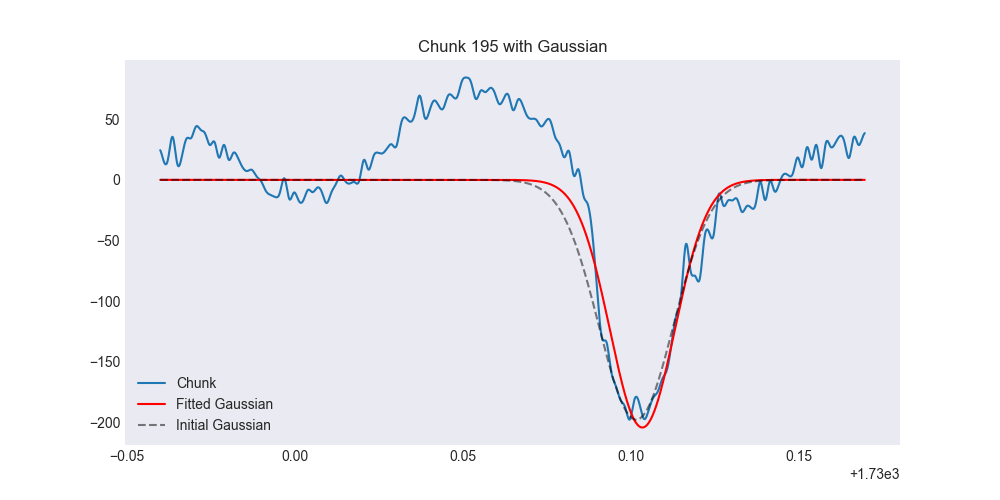 Chunk 195 with Gaussian
50
0
−50
−100
−150
−200
Chunk
Fitted Gaussian
Initial Gaussian
−0.05 0.00 0.05 0.10 0.15
+1.73e3